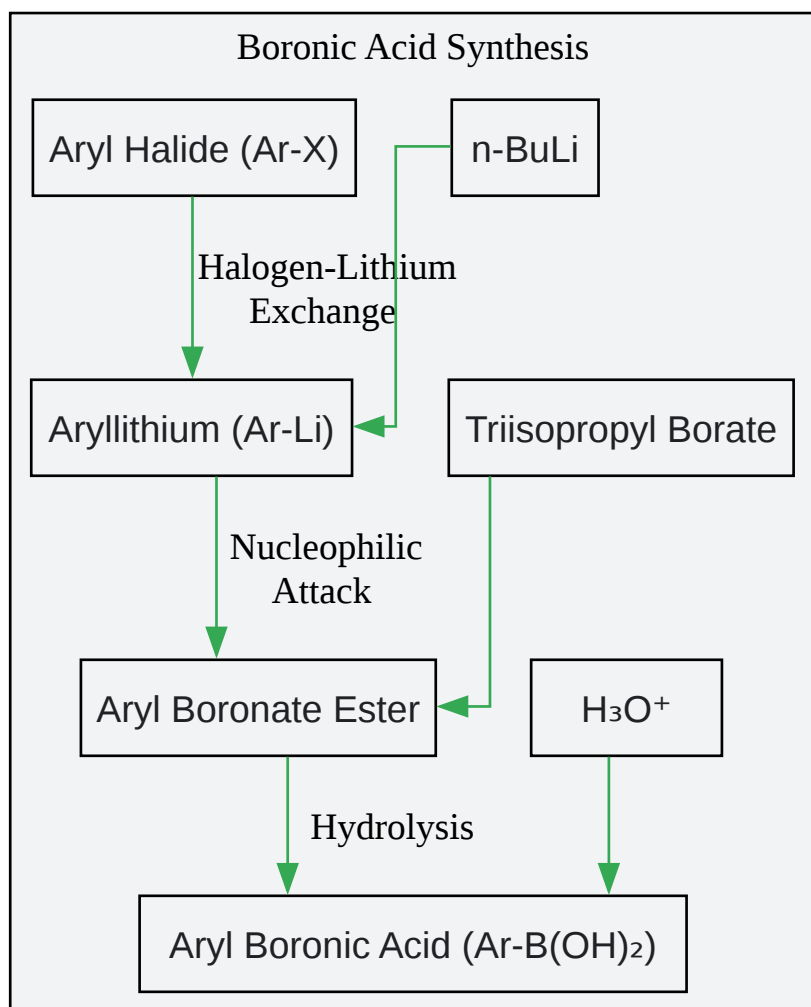 Boronic Acid Synthesis
Aryl Halide (Ar-X)
n-BuLi
Halogen-Lithium
Exchange
Aryllithium (Ar-Li)
Triisopropyl Borate
Nucleophilic
Attack
Aryl Boronate Ester
H₃O⁺
Hydrolysis
Aryl Boronic Acid (Ar-B(OH)₂)